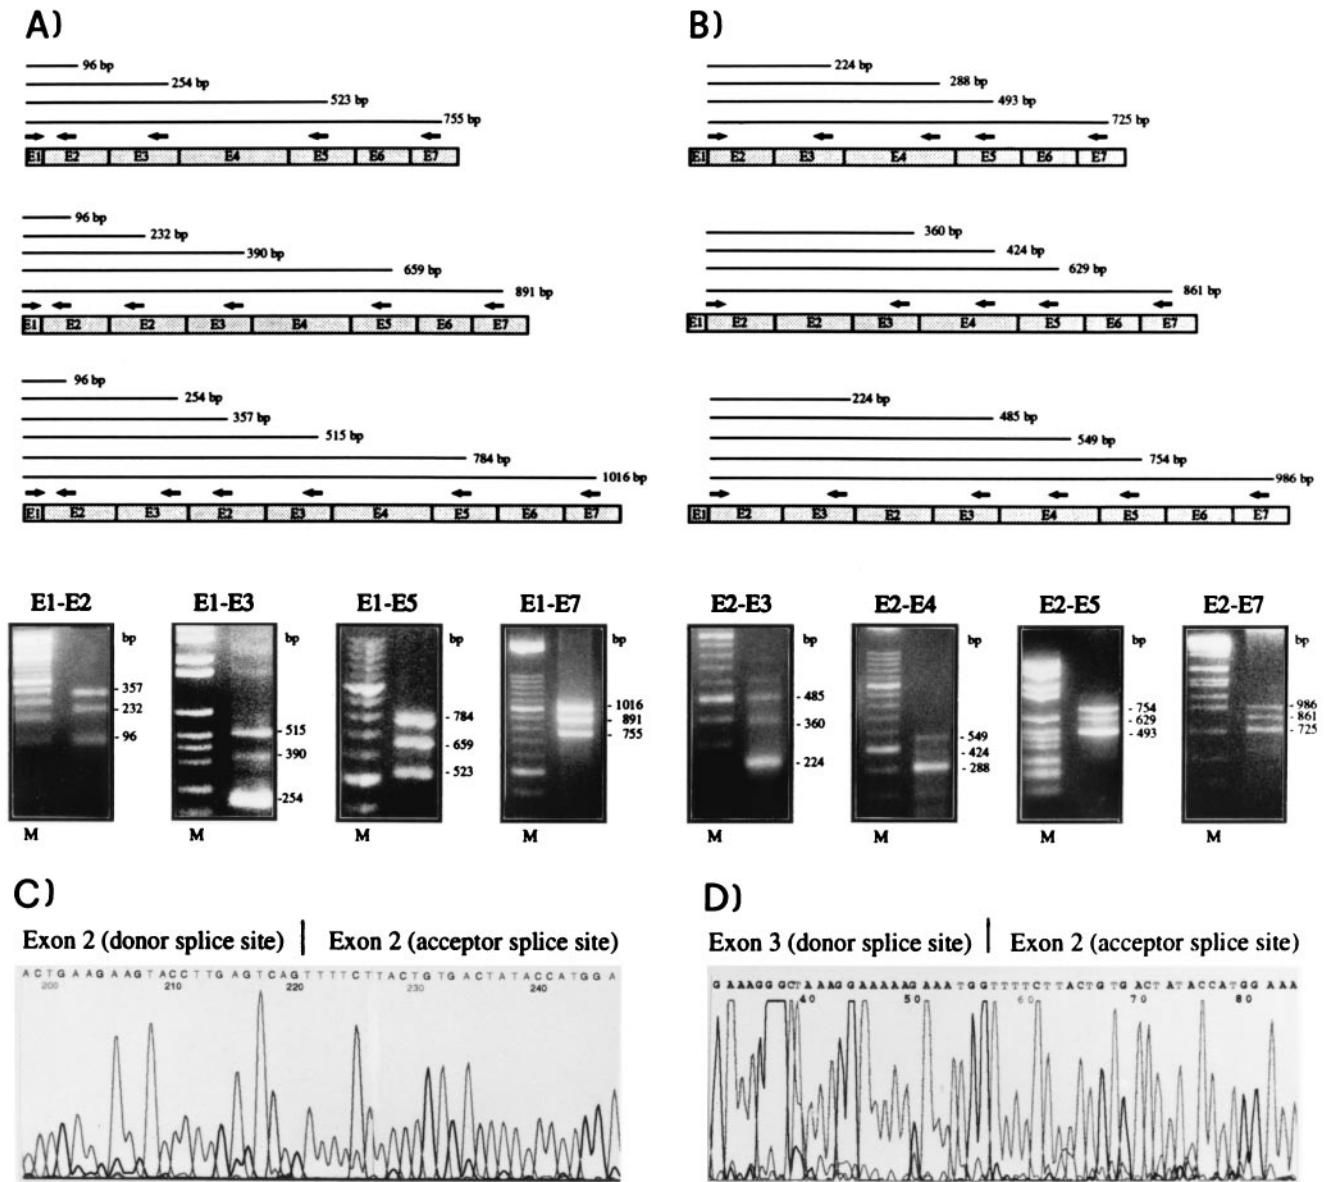 A)
96 bp
254 bp
523 bp
755 bp
E1 E2 E3 E4 E5 E6 E7
96 bp
232 bp
390 bp
659 bp
891 bp
E1 E2 E2 E3 E4 E5 E6 E7
96 bp
254 bp
357 bp
515 bp
784 bp
1016 bp
E1 E2 E3 E2 E3 E4 E5 E6 E7
B)
224 bp
288 bp
493 bp
725 bp
E1 E2 E3 E4 E5 E6 E7
360 bp
424 bp
629 bp
861 bp
E1 E2 E2 E3 E4 E5 E6 E7
224 bp
485 bp
549 bp
754 bp
986 bp
E1 E2 E3 E2 E3 E4 E5 E6 E7
E1-E2
bp
- 357
- 232
- 96
M
E1-E3
bp
- 515
- 390
-254
M
E1-E5
bp
- 784
- 659
- 523
M
E1-E7
bp
- 1016
- 891
- 755
M
E2-E3
bp
- 485
- 360
- 224
M
E2-E4
bp
- 549
- 424
- 288
M
E2-E5
bp
- 754
- 629
- 493
M
E2-E7
bp
- 986
- 861
- 725
M
C)
Exon 2 (donor splice site) | Exon 2 (acceptor splice site)
ACTGAAGAAGTACCTTGAGTCAGTTTTCTTACTGTGACTATACCATGGA
200 210 220 230 240
D)
Exon 3 (donor splice site) | Exon 2 (acceptor splice site)
GAAAGGGCTAAAGGAAAAAGAAATGGTTTTCTTACTGTGACTATACCATGGAAA
40 50 60 70 80